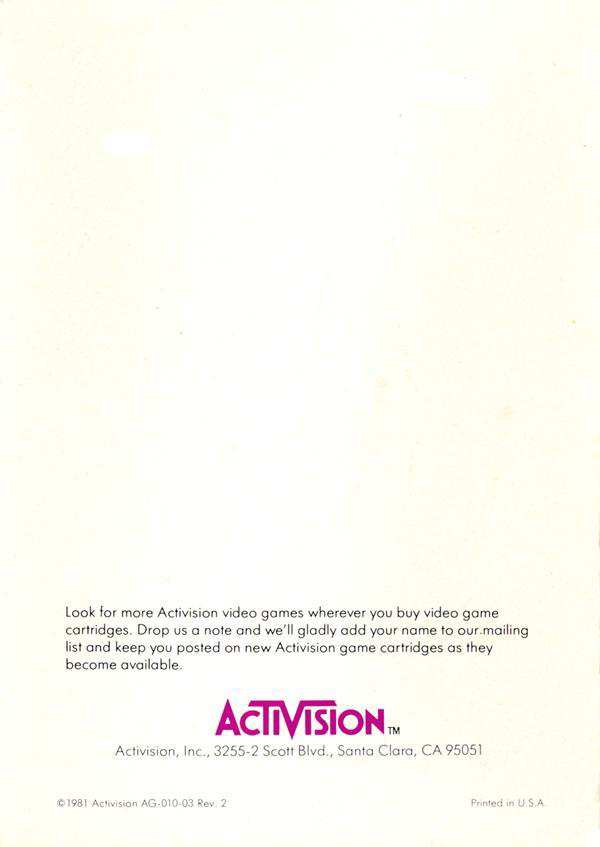 Look for more Activision video games wherever you buy video game
cartridges. Drop us a note and we'll gladly add your name to our mailing
list and keep you posted on new Activision game cartridges as they
become available.
ACTIVISION TM
Activision, Inc., 3255-2 Scott Blvd., Santa Clara, CA 95051
©1981 Activision AG-010-03 Rev. 2
Printed in U.S.A.